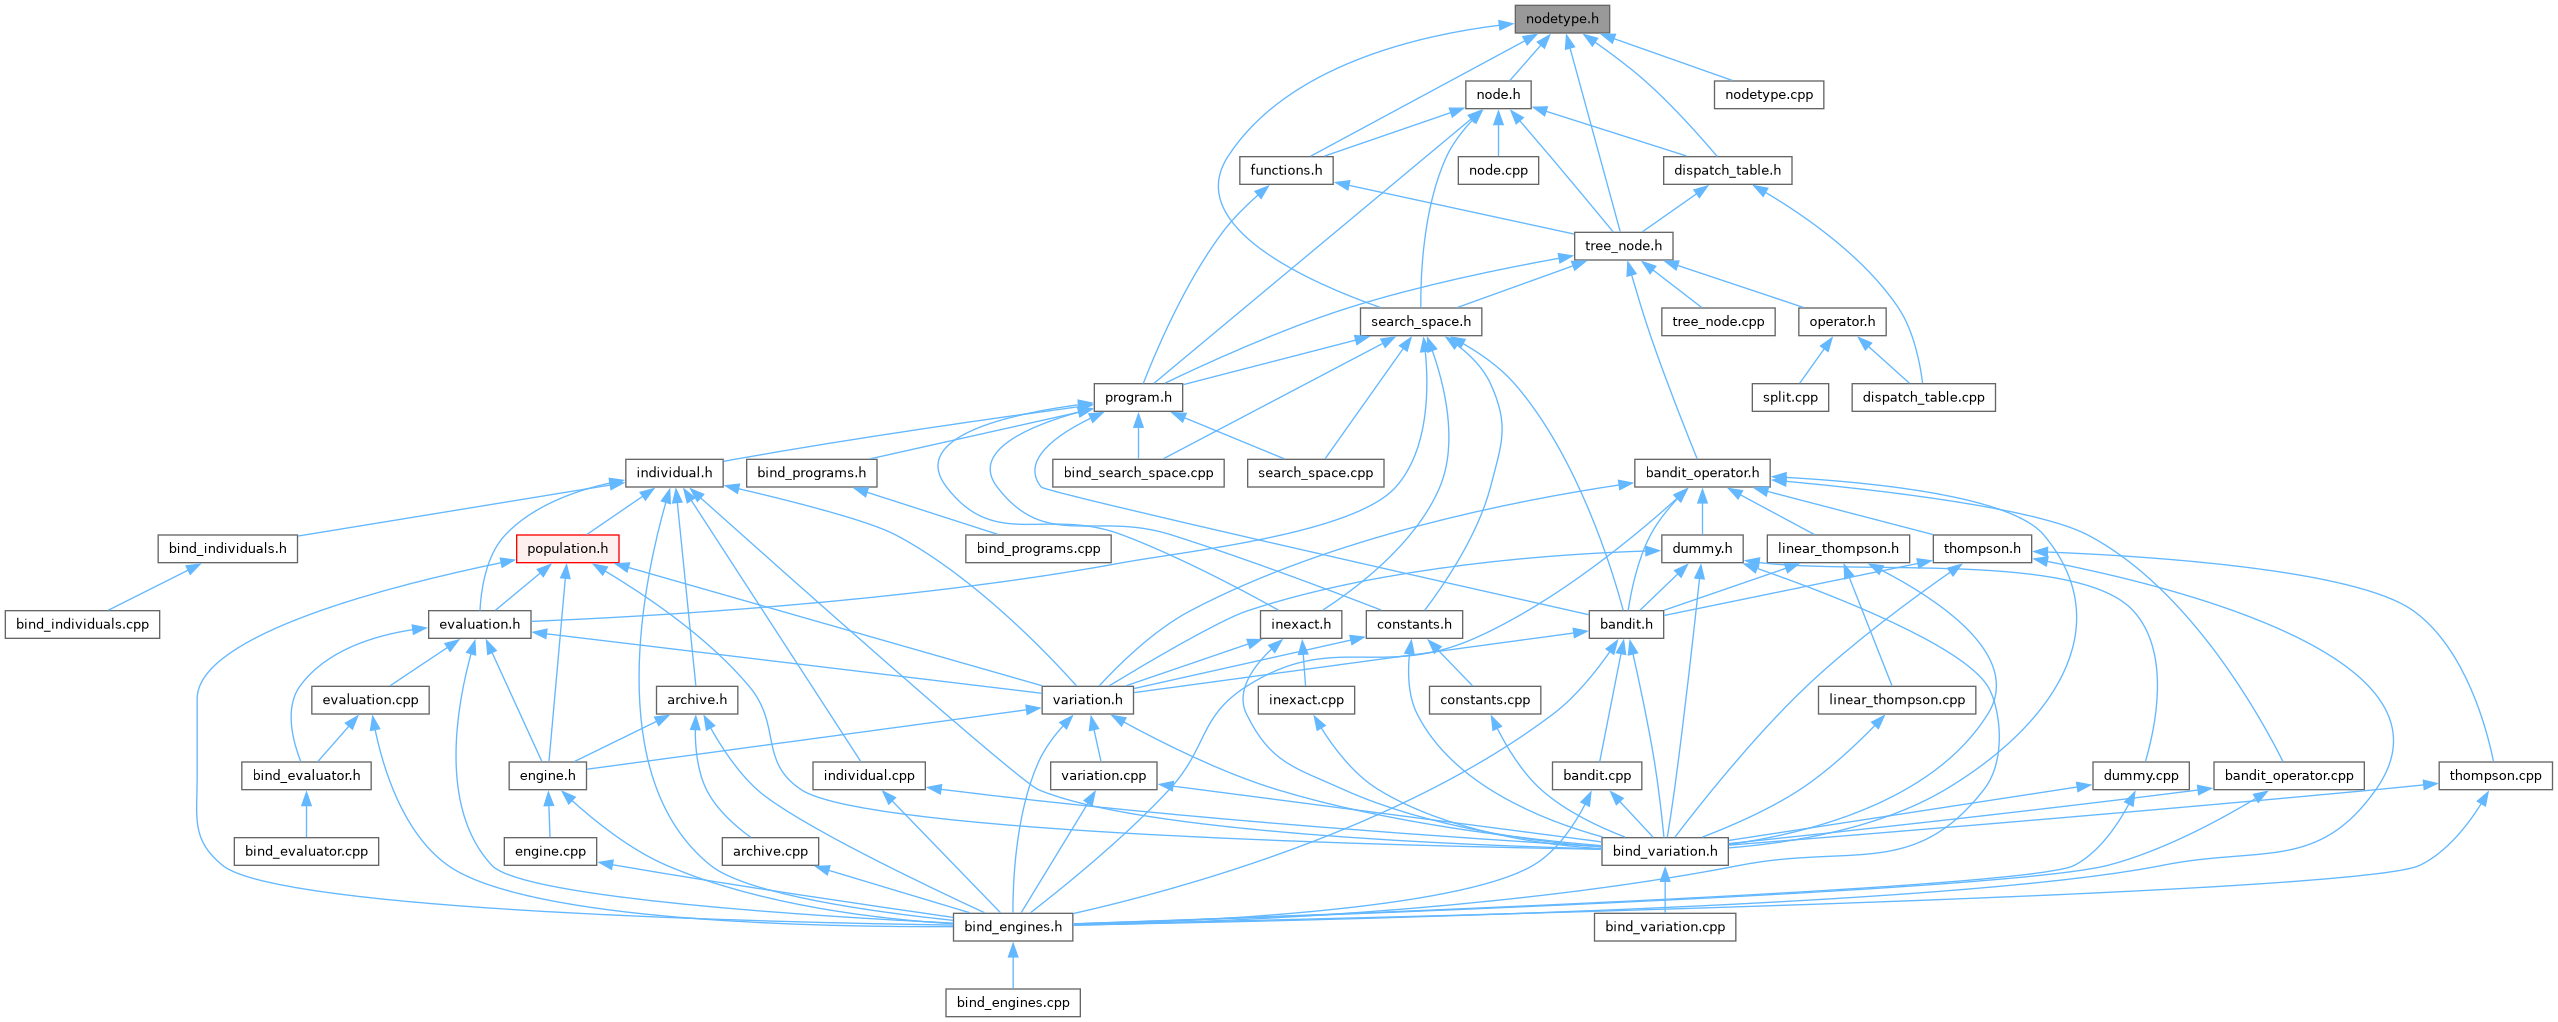 nodetype.h
node.h
nodetype.cpp
functions.h
node.cpp
dispatch_table.h
tree_node.h
search_space.h
tree_node.cpp
operator.h
program.h
split.cpp
dispatch_table.cpp
individual.h
bind_programs.h
bind_search_space.cpp
search_space.cpp
bandit_operator.h
bind_individuals.h
population.h
bind_programs.cpp
dummy.h
linear_thompson.h
thompson.h
bind_individuals.cpp
evaluation.h
inexact.h
constants.h
bandit.h
evaluation.cpp
archive.h
variation.h
inexact.cpp
constants.cpp
linear_thompson.cpp
bind_evaluator.h
engine.h
individual.cpp
variation.cpp
bandit.cpp
dummy.cpp
bandit_operator.cpp
thompson.cpp
bind_evaluator.cpp
engine.cpp
archive.cpp
bind_variation.h
bind_engines.h
bind_variation.cpp
bind_engines.cpp